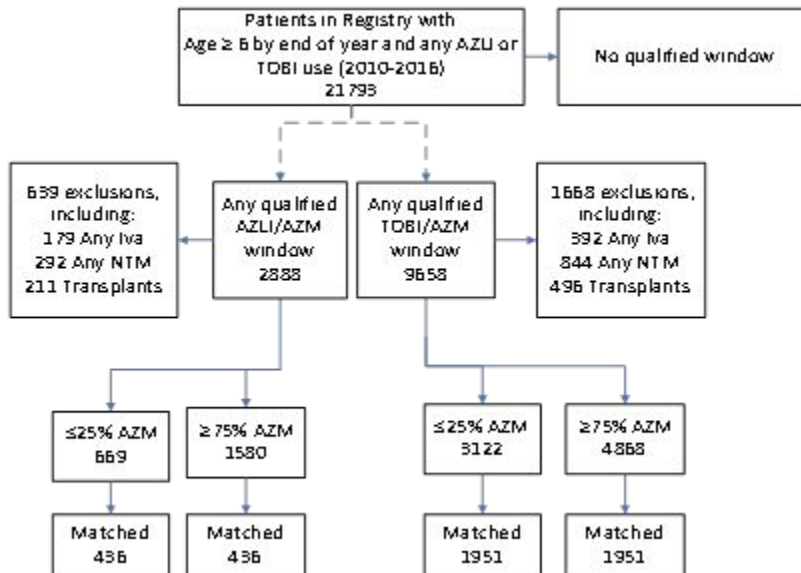 Patients in Registry with
Age ≥ 6 by end of year and any AZLI or
TOBI use (2010-2016)
21793
No qualified window
639 exclusions,
including:
179 Any Iva
292 Any NTM
211 Transplants
Any qualified
AZLI/AZM
window
2888
Any qualified
TOBI/AZM
window
9658
1668 exclusions,
including:
392 Any Iva
844 Any NTM
496 Transplants
≤25% AZM
669
≥75% AZM
1580
≤25% AZM
3122
≥75% AZM
4868
Matched
436
Matched
436
Matched
1951
Matched
1951